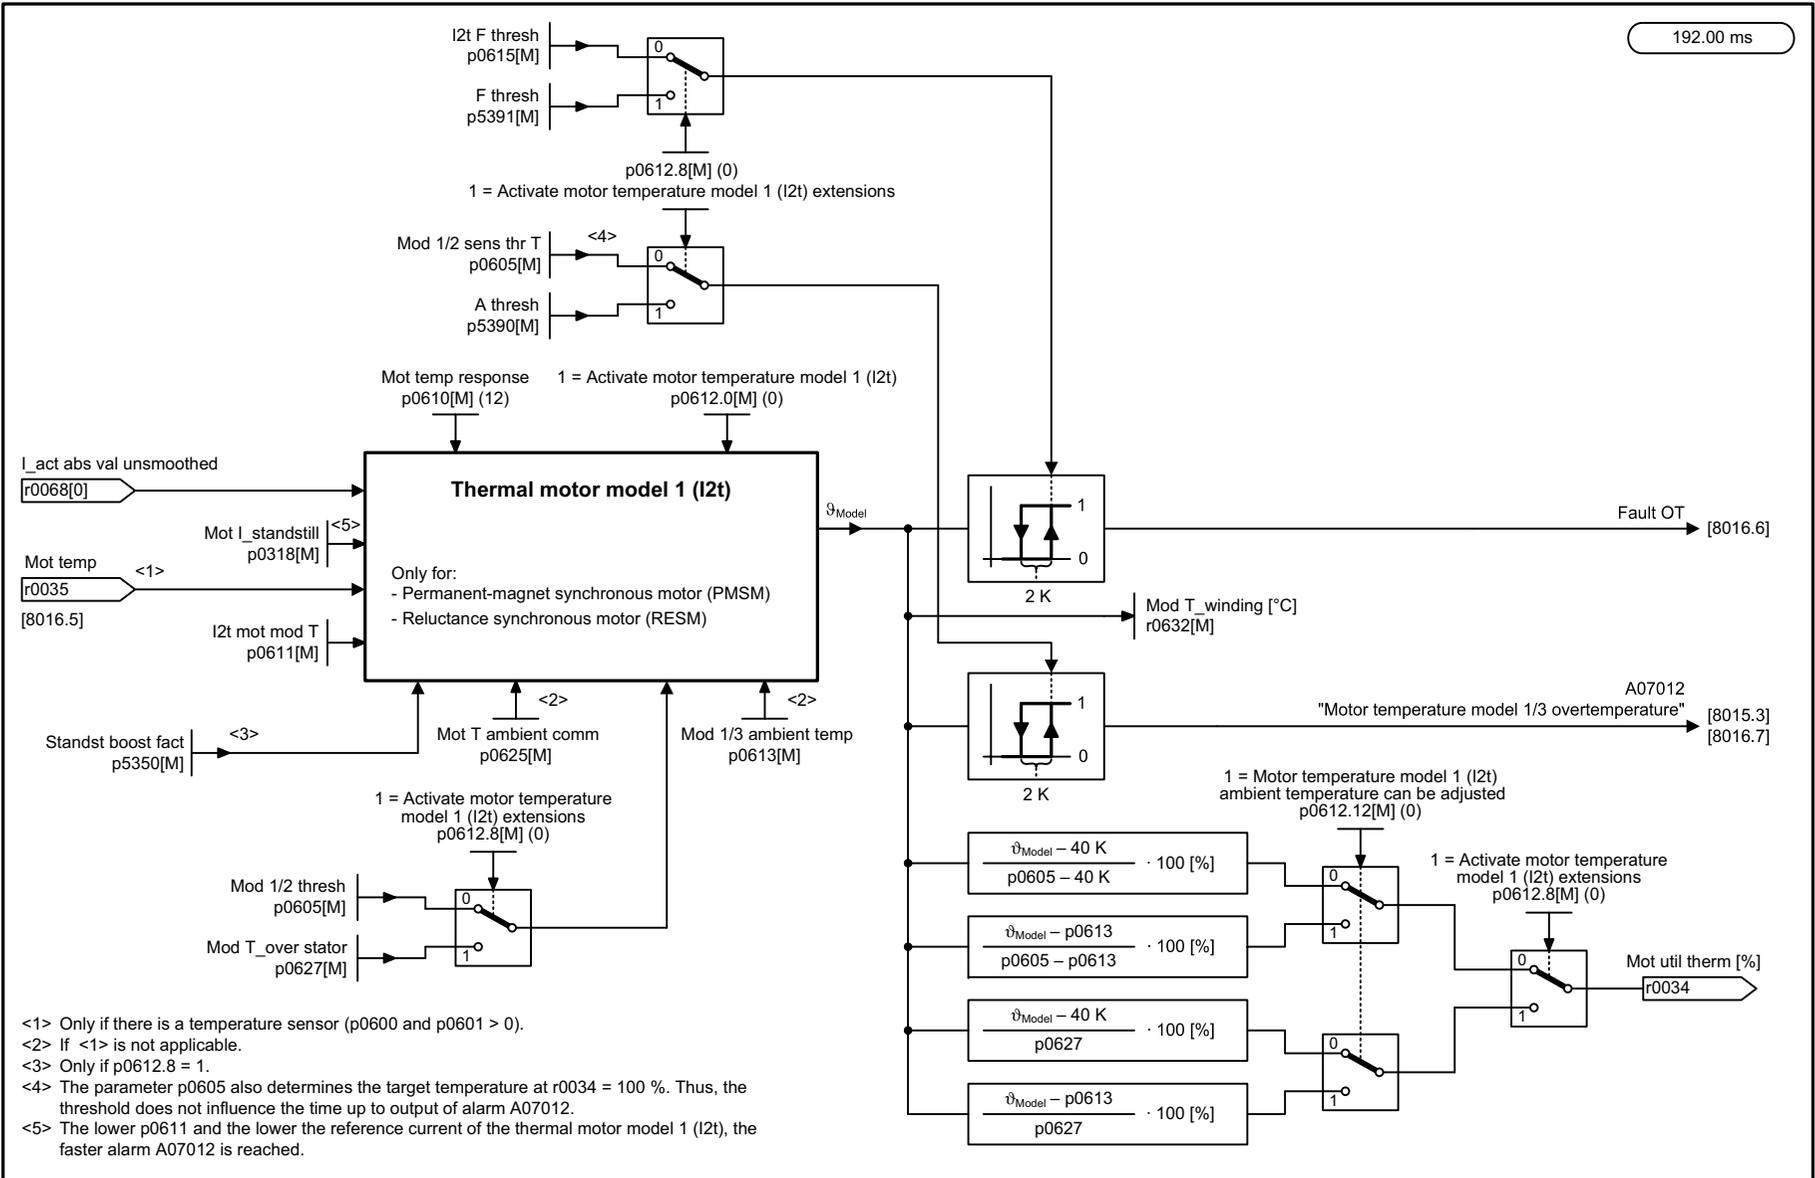 192.00 ms
I2t F thresh
p0615[M]
0
F thresh
p5391[M]
1
p0612.8[M] (0)
1 = Activate motor temperature model 1 (I2t) extensions
Mod 1/2 sens thr T
p0605[M]
<4>
0
A thresh
p5390[M]
1
Mot temp response
p0610[M] (12)
1 = Activate motor temperature model 1 (I2t)
p0612.0[M] (0)
I_act abs val unsmoothed
r0068[0]
Mot I_standstill
p0318[M]
<5>
Mot temp
r0035
<1>
[8016.5]
I2t mot mod T
p0611[M]
Thermal motor model 1 (I2t)
Only for:
- Permanent-magnet synchronous motor (PMSM)
- Reluctance synchronous motor (RESM)
ϑModel
1
0
2 K
Fault OT
[8016.6]
Mod T_winding [°C]
r0632[M]
1
0
2 K
A07012
"Motor temperature model 1/3 overtemperature"
[8015.3]
[8016.7]
Standst boost fact
p5350[M]
<3>
<2>
Mot T ambient comm
p0625[M]
<2>
Mod 1/3 ambient temp
p0613[M]
1 = Activate motor temperature
model 1 (I2t) extensions
p0612.8[M] (0)
Mod 1/2 thresh
p0605[M]
0
Mod T_over stator
p0627[M]
1
1 = Motor temperature model 1 (I2t)
ambient temperature can be adjusted
p0612.12[M] (0)
ϑModel – 40 K
p0605 – 40 K
· 100 [%]
0
ϑModel – p0613
p0605 – p0613
· 100 [%]
1
1 = Activate motor temperature
model 1 (I2t) extensions
p0612.8[M] (0)
0
1
Mot util therm [%]
r0034
ϑModel – 40 K
p0627
· 100 [%]
0
ϑModel – p0613
p0627
· 100 [%]
1
<1> Only if there is a temperature sensor (p0600 and p0601 > 0).
<2> If <1> is not applicable.
<3> Only if p0612.8 = 1.
<4> The parameter p0605 also determines the target temperature at r0034 = 100 %. Thus, the
threshold does not influence the time up to output of alarm A07012.
<5> The lower p0611 and the lower the reference current of the thermal motor model 1 (I2t), the
faster alarm A07012 is reached.